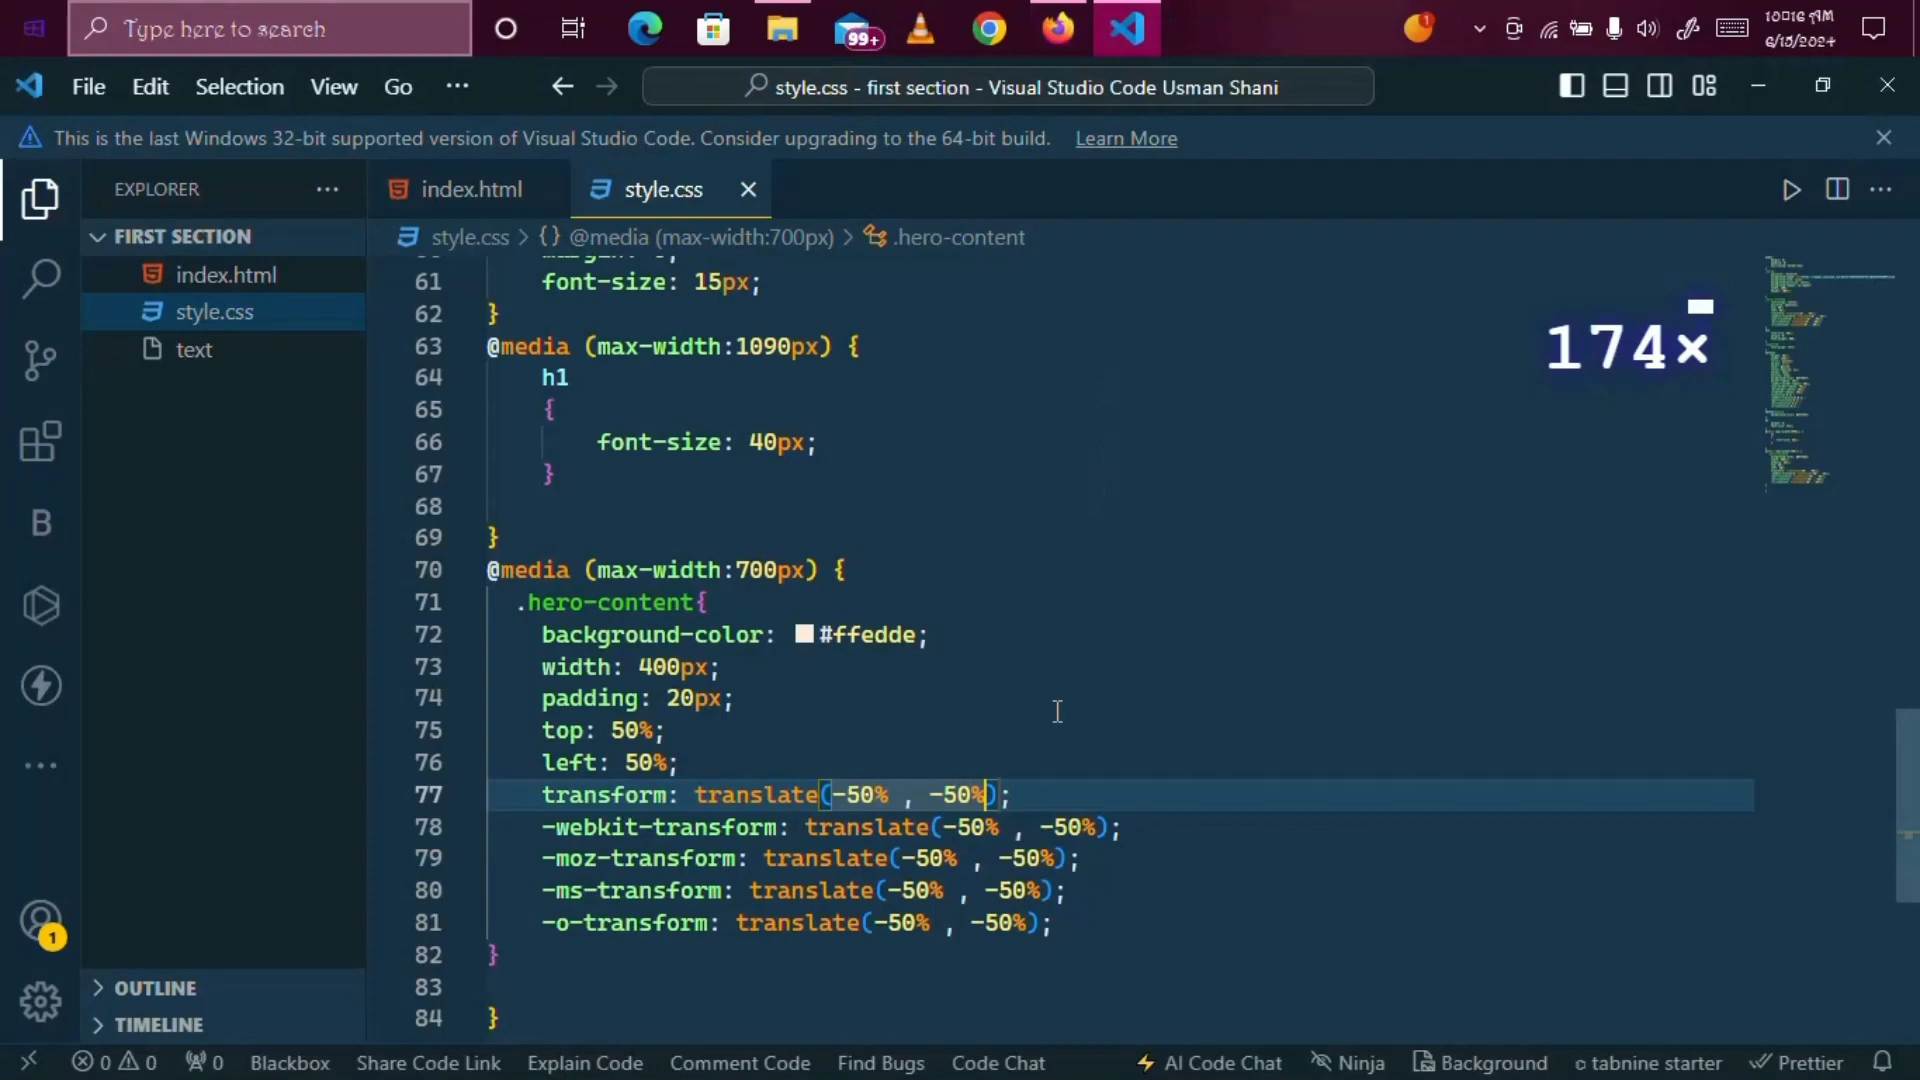 Type here to search
99+
1
10:16 AM
6/15/2024
File Edit Selection View Go ···
style.css - first section - Visual Studio Code Usman Shani
This is the last Windows 32-bit supported version of Visual Studio Code. Consider upgrading to the 64-bit build. Learn More
EXPLORER
index.html
style.css
FIRST SECTION
index.html
style.css
text
style.css > {} @media (max-width:700px) > .hero-content
61 font-size: 15px;
62 }
63 @media (max-width:1090px) {
64 h1
65 {
66 font-size: 40px;
67 }
68
69 }
70 @media (max-width:700px) {
71 .hero-content{
72 background-color: #ffedde;
73 width: 400px;
74 padding: 20px;
75 top: 50%;
76 left: 50%;
77 transform: translate(-50% , -50%);
78 -webkit-transform: translate(-50% , -50%);
79 -moz-transform: translate(-50% , -50%);
80 -ms-transform: translate(-50% , -50%);
81 -o-transform: translate(-50% , -50%);
82 }
83
84 }
174×
B
1
OUTLINE
TIMELINE
0 0 0 Blackbox Share Code Link Explain Code Comment Code Find Bugs Code Chat AI Code Chat Ninja Background tabnine starter Prettier